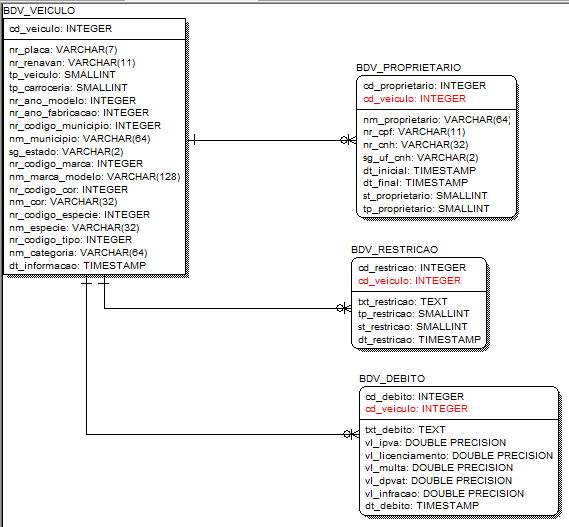 BDV_VEICULO
cd_veiculo: INTEGER
nr_placa: VARCHAR(7)
nr_renavan: VARCHAR(11)
tp_veiculo: SMALLINT
tp_carroceria: SMALLINT
nr_ano_modelo: INTEGER
nr_ano_fabricacao: INTEGER
nr_codigo_municipio: INTEGER
nm_municipio: VARCHAR(64)
sg_estado: VARCHAR(2)
nr_codigo_marca: INTEGER
nm_marca_modelo: VARCHAR(128)
nr_codigo_cor: INTEGER
nm_cor: VARCHAR(32)
nr_codigo_especie: INTEGER
nm_especie: VARCHAR(32)
nr_codigo_tipo: INTEGER
nm_categoria: VARCHAR(64)
dt_informacao: TIMESTAMP
BDV_PROPRIETARIO
cd_proprietario: INTEGER
cd_veiculo: INTEGER
nm_proprietario: VARCHAR(64)
nr_cpf: VARCHAR(11)
nr_cnh: VARCHAR(32)
sg_uf_cnh: VARCHAR(2)
dt_inicial: TIMESTAMP
dt_final: TIMESTAMP
st_proprietario: SMALLINT
tp_proprietario: SMALLINT
BDV_RESTRICAO
cd_restricao: INTEGER
cd_veiculo: INTEGER
txt_restricao: TEXT
tp_restricao: SMALLINT
st_restricao: SMALLINT
dt_restricao: TIMESTAMP
BDV_DEBITO
cd_debito: INTEGER
cd_veiculo: INTEGER
txt_debito: TEXT
vl_ipva: DOUBLE PRECISION
vl_licenciamento: DOUBLE PRECISION
vl_multa: DOUBLE PRECISION
vl_dpvat: DOUBLE PRECISION
vl_infracao: DOUBLE PRECISION
dt_debito: TIMESTAMP